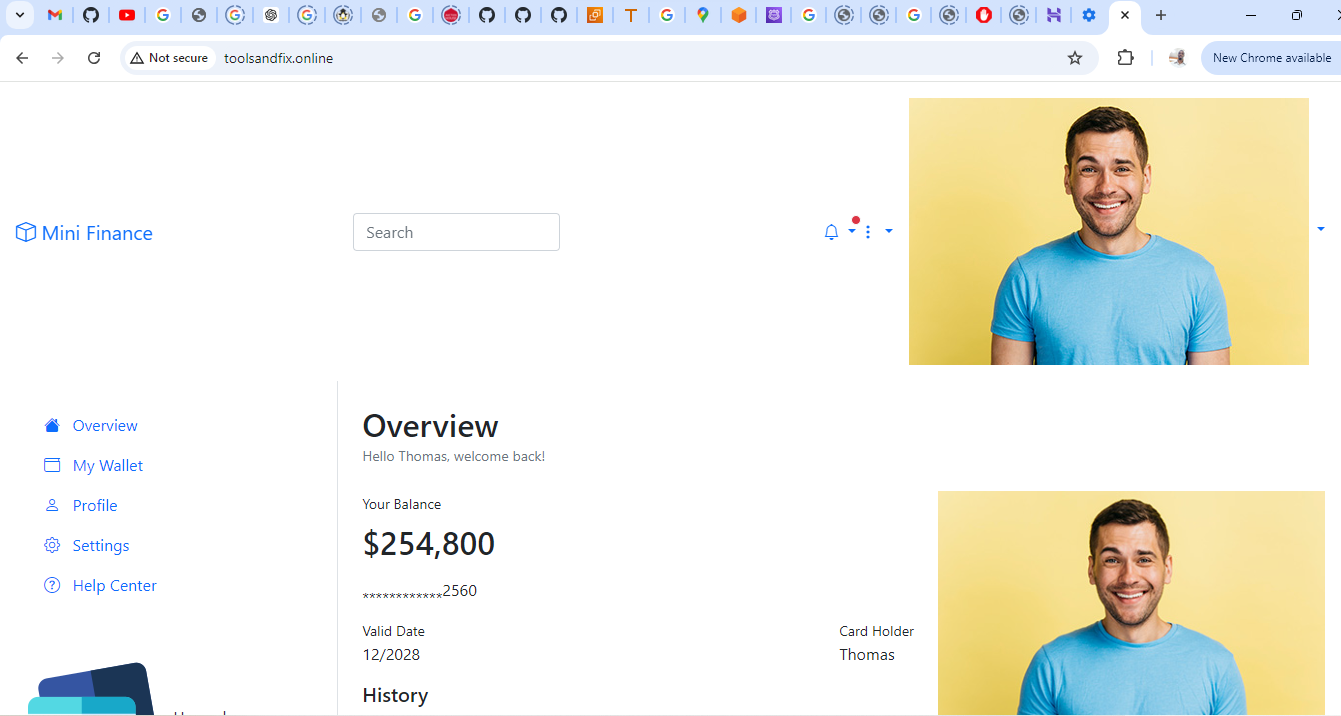 Not secure
toolsandfix.online
New Chrome available
Mini Finance
Search
Overview
My Wallet
Profile
Settings
Help Center
Overview
Hello Thomas, welcome back!
Your Balance
$254,800
************2560
Valid Date
12/2028
Card Holder
Thomas
History